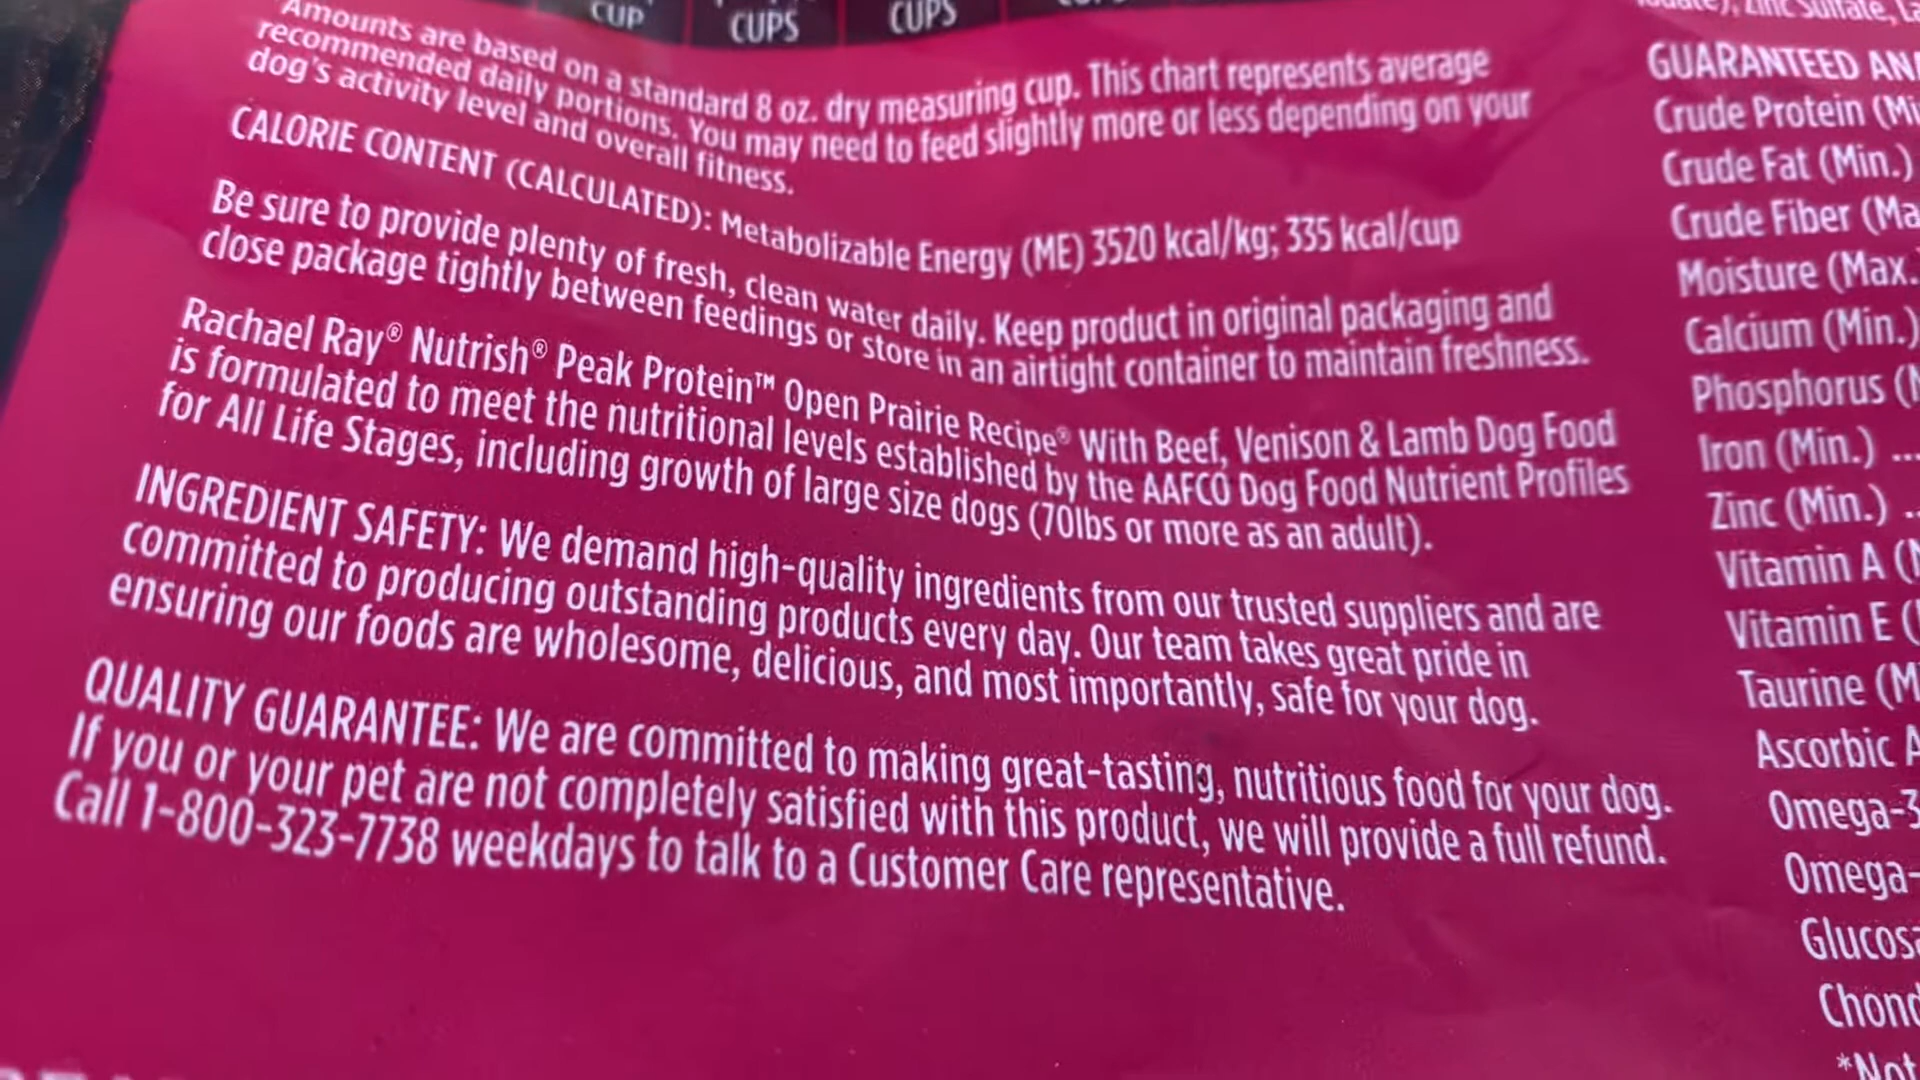 CUP
CUPS
CUPS
Amounts are based on a standard 8 oz. dry measuring cup. This chart represents average
recommended daily portions. You may need to feed slightly more or less depending on your
dog's activity level and overall fitness.
CALORIE CONTENT (CALCULATED): Metabolizable Energy (ME) 3520 kcal/kg; 335 kcal/cup
Be sure to provide plenty of fresh, clean water daily. Keep product in original packaging and
close package tightly between feedings or store in an airtight container to maintain freshness.
Rachael Ray® Nutrish® Peak Protein™ Open Prairie Recipe® With Beef, Venison & Lamb Dog Food
is formulated to meet the nutritional levels established by the AAFCO Dog Food Nutrient Profiles
for All Life Stages, including growth of large size dogs (70lbs or more as an adult).
INGREDIENT SAFETY: We demand high-quality ingredients from our trusted suppliers and are
committed to producing outstanding products every day. Our team takes great pride in
ensuring our foods are wholesome, delicious, and most importantly, safe for your dog.
QUALITY GUARANTEE: We are committed to making great-tasting, nutritious food for your dog.
If you or your pet are not completely satisfied with this product, we will provide a full refund.
Call 1-800-323-7738 weekdays to talk to a Customer Care representative.
Zinc Sulfate,
GUARANTEED
Crude Protein
Crude Fat (Min.)
Crude Fiber
Moisture (Max.
Calcium (Min.)
Phosphorus
Iron (Min.) ...
Zinc (Min.) ..
Vitamin A
Vitamin E
Taurine
Ascorbic
Omega-3
Omega-
*Not